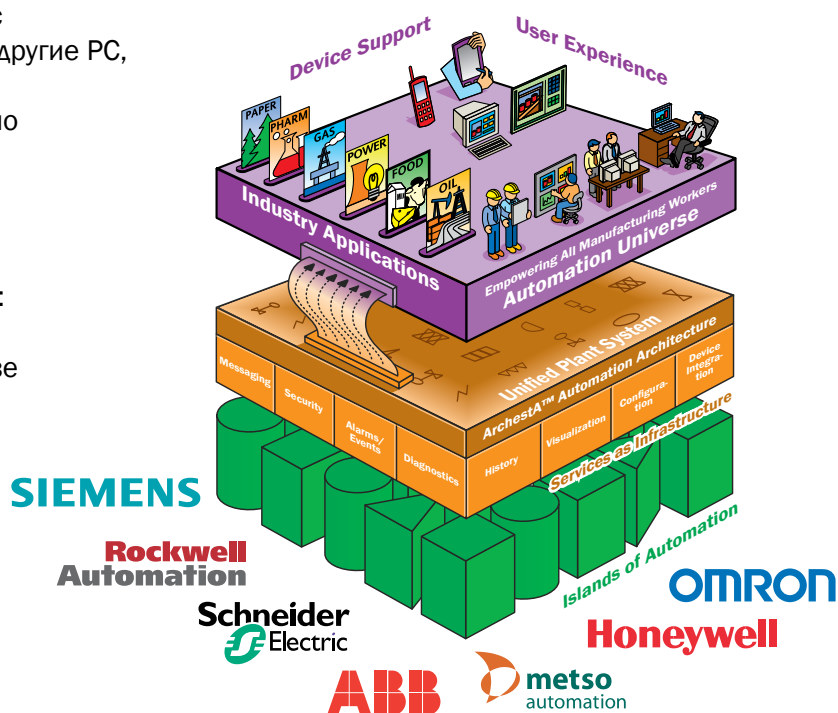 с
другие PC,
Device Support
User Experience
но
PAPER
PHARM
GAS
POWER
FOOD
OIL
Industry Applications
Empowering All Manufacturing Workers
Automation Universe
:
ве
Unified Plant System
ArchestA™ Automation Architecture
Messaging
Security
Alarms/
Events
Diagnostics
History
Visualization
Configura-
tion
Device
Integra-
tion
Services as Infrastructure
Islands of Automation
SIEMENS
Rockwell
Automation
Schneider
Electric
ABB
metso
automation
Honeywell
OMRON